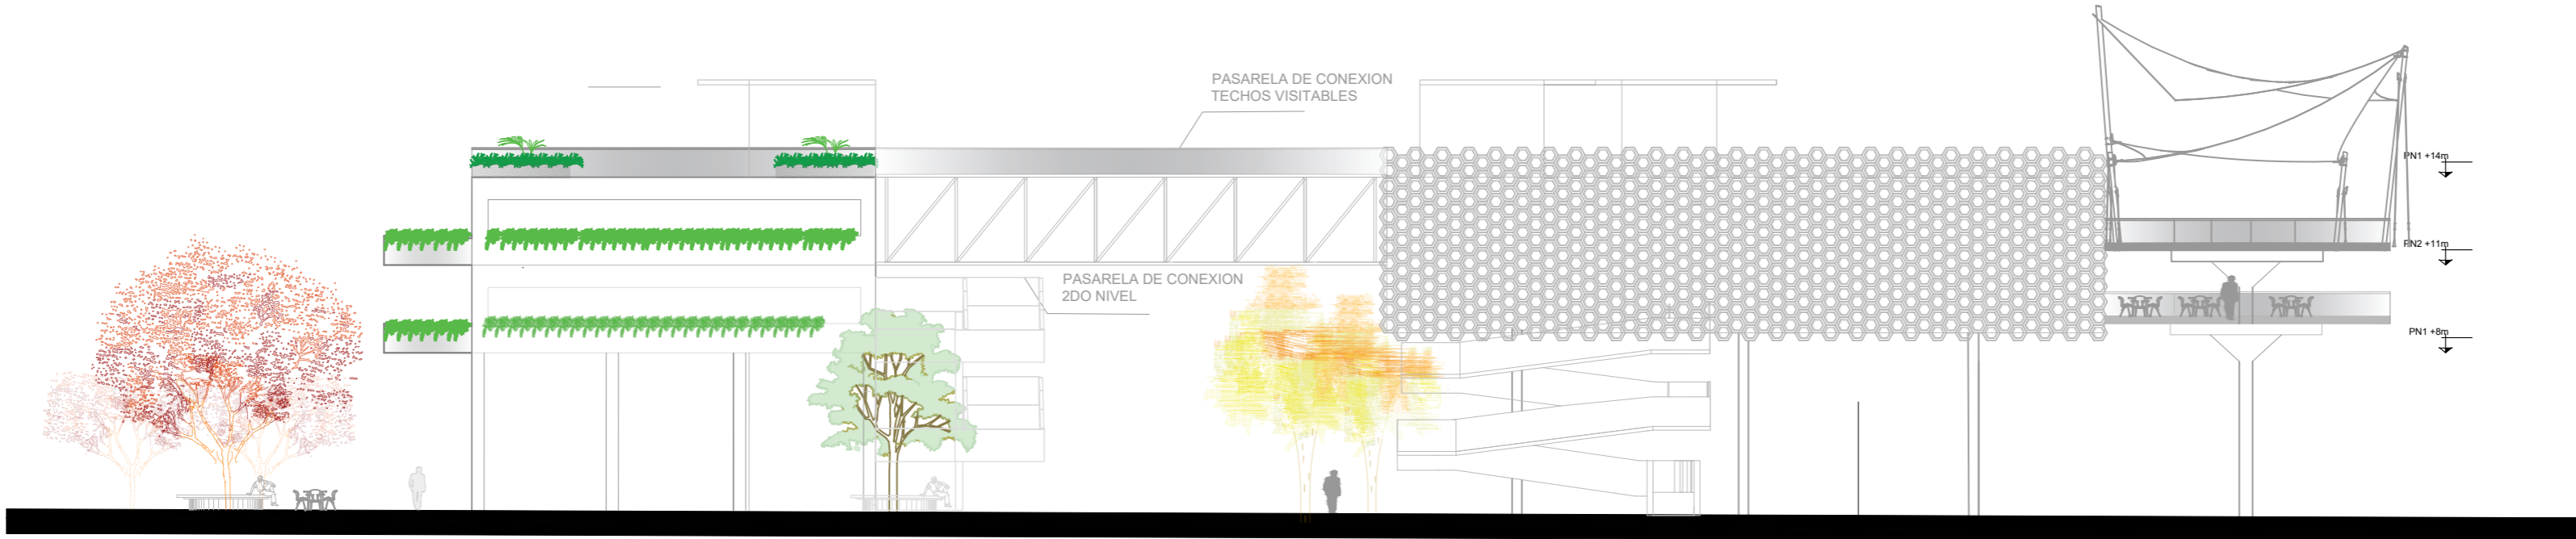 PASARELA DE CONEXION
TECHOS VISITABLES
PN1 +14m
PN2 +11m
PASARELA DE CONEXION
2DO NIVEL
PN1 +8m